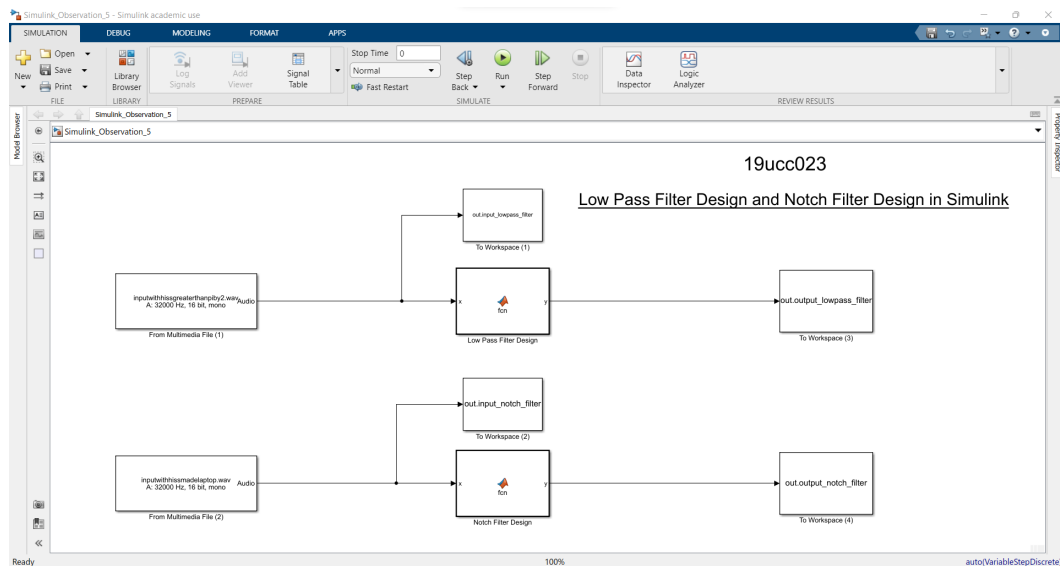 Simulink_Observation_5 - Simulink academic use
SIMULATION DEBUG MODELING FORMAT APPS
New
Open
Save
Print
FILE
Library Browser
LIBRARY
Log Signals
Add Viewer
Signal Table
PREPARE
Stop Time 0
Normal
Fast Restart
Step Back
Run
Step Forward
Stop
SIMULATE
Data Inspector
Logic Analyzer
REVIEW RESULTS
Simulink_Observation_5
Simulink_Observation_5
Model Browser
Property Inspector
19ucc023
Low Pass Filter Design and Notch Filter Design in Simulink
out.input_lowpass_filter
To Workspace (1)
inputwithhissgreaterthanpiby2.wav
A: 32000 Hz, 16 bit, mono
Audio
From Multimedia File (1)
x
fcn
y
Low Pass Filter Design
out.output_lowpass_filter
To Workspace (3)
out.input_notch_filter
To Workspace (2)
inputwithhissmadelaptop.wav
A: 32000 Hz, 16 bit, mono
Audio
From Multimedia File (2)
x
fcn
y
Notch Filter Design
out.output_notch_filter
To Workspace (4)
Ready
100%
auto(VariableStepDiscrete)